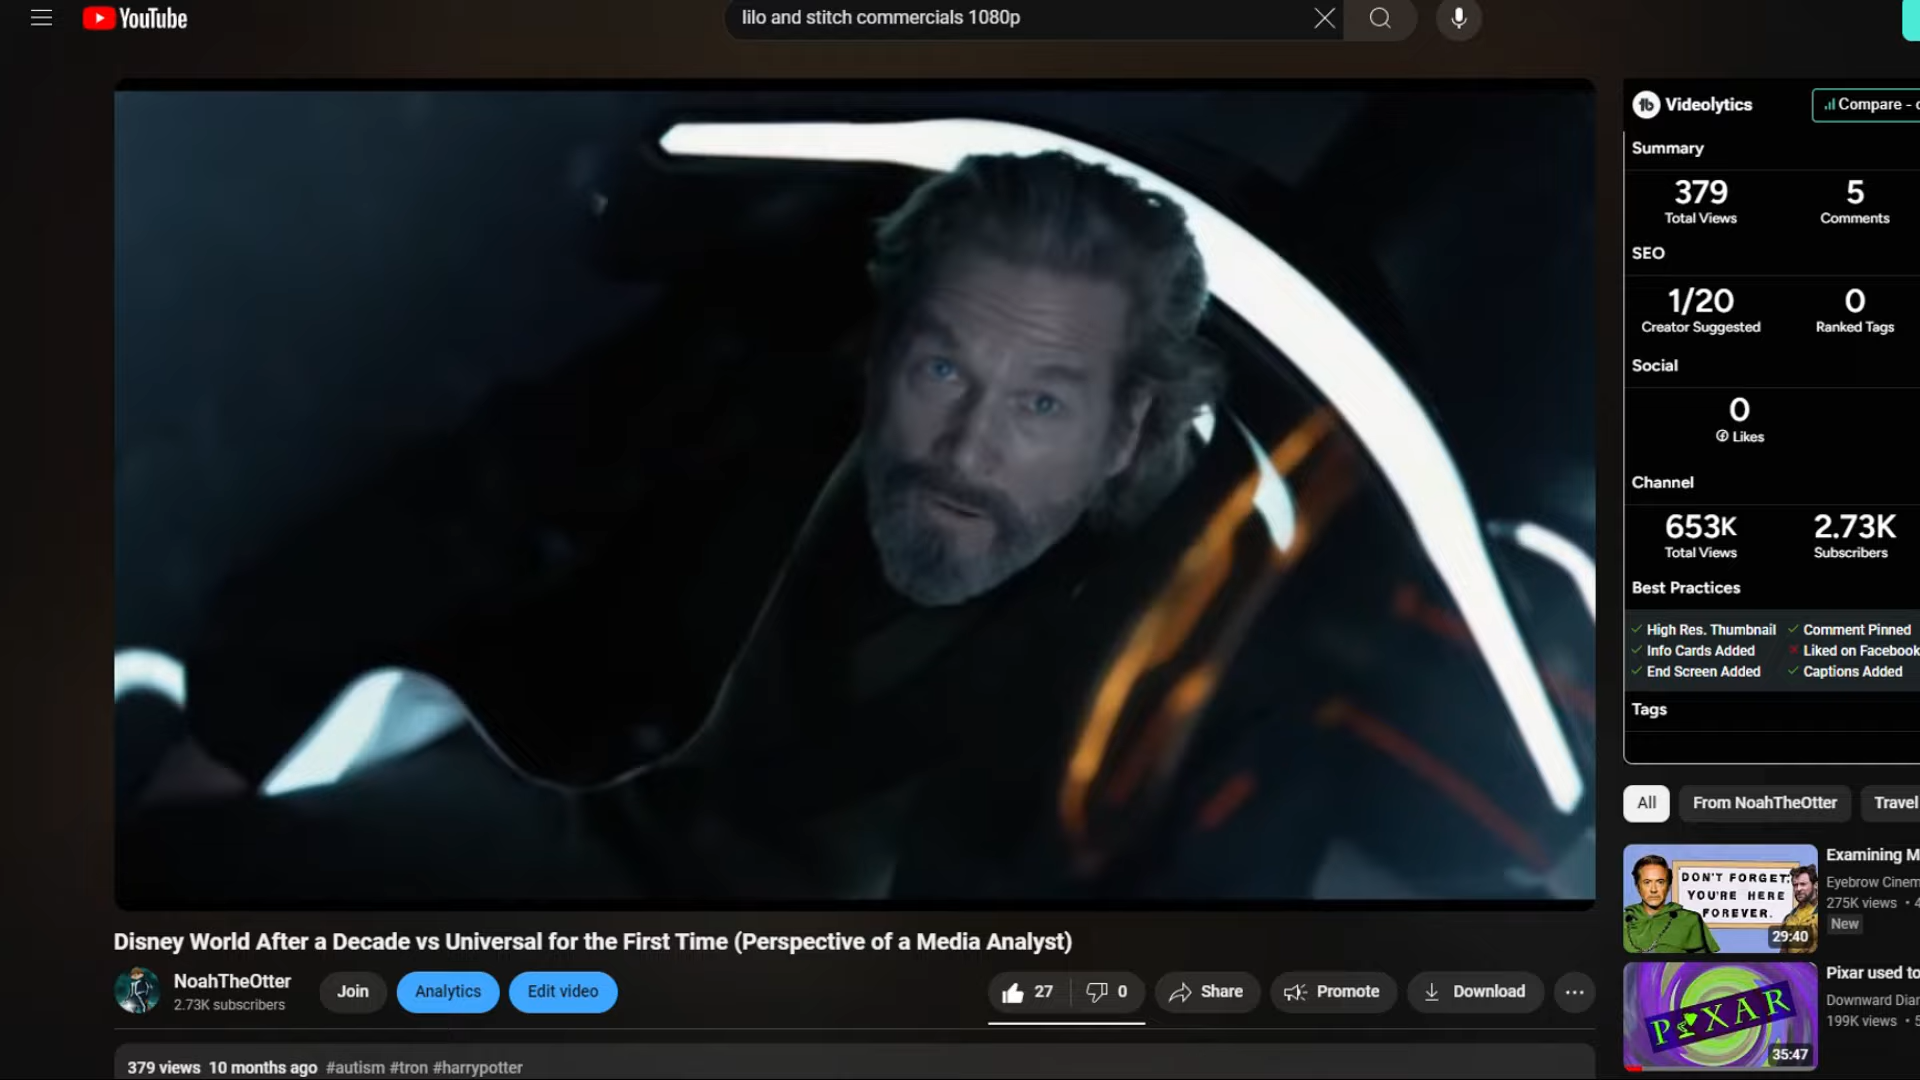 YouTube
lilo and stitch commercials 1080p
Videolytics
Compare -
Summary
379
Total Views
5
Comments
SEO
1/20
Creator Suggested
0
Ranked Tags
Social
0
Likes
Channel
653K
Total Views
2.73K
Subscribers
Best Practices
High Res. Thumbnail
Comment Pinned
Info Cards Added
Liked on Facebook
End Screen Added
Captions Added
Tags
All
From NoahTheOtter
Travel
DON'T FORGET:
YOU'RE HERE
FOREVER.
29:40
Examining M
Eyebrow Cinem
275K views •
New
PIXAR
35:47
Pixar used to
Downward Diar
199K views •
Disney World After a Decade vs Universal for the First Time (Perspective of a Media Analyst)
NoahTheOtter
2.73K subscribers
Join
Analytics
Edit video
27
0
Share
Promote
Download
379 views 10 months ago #autism #tron #harrypotter